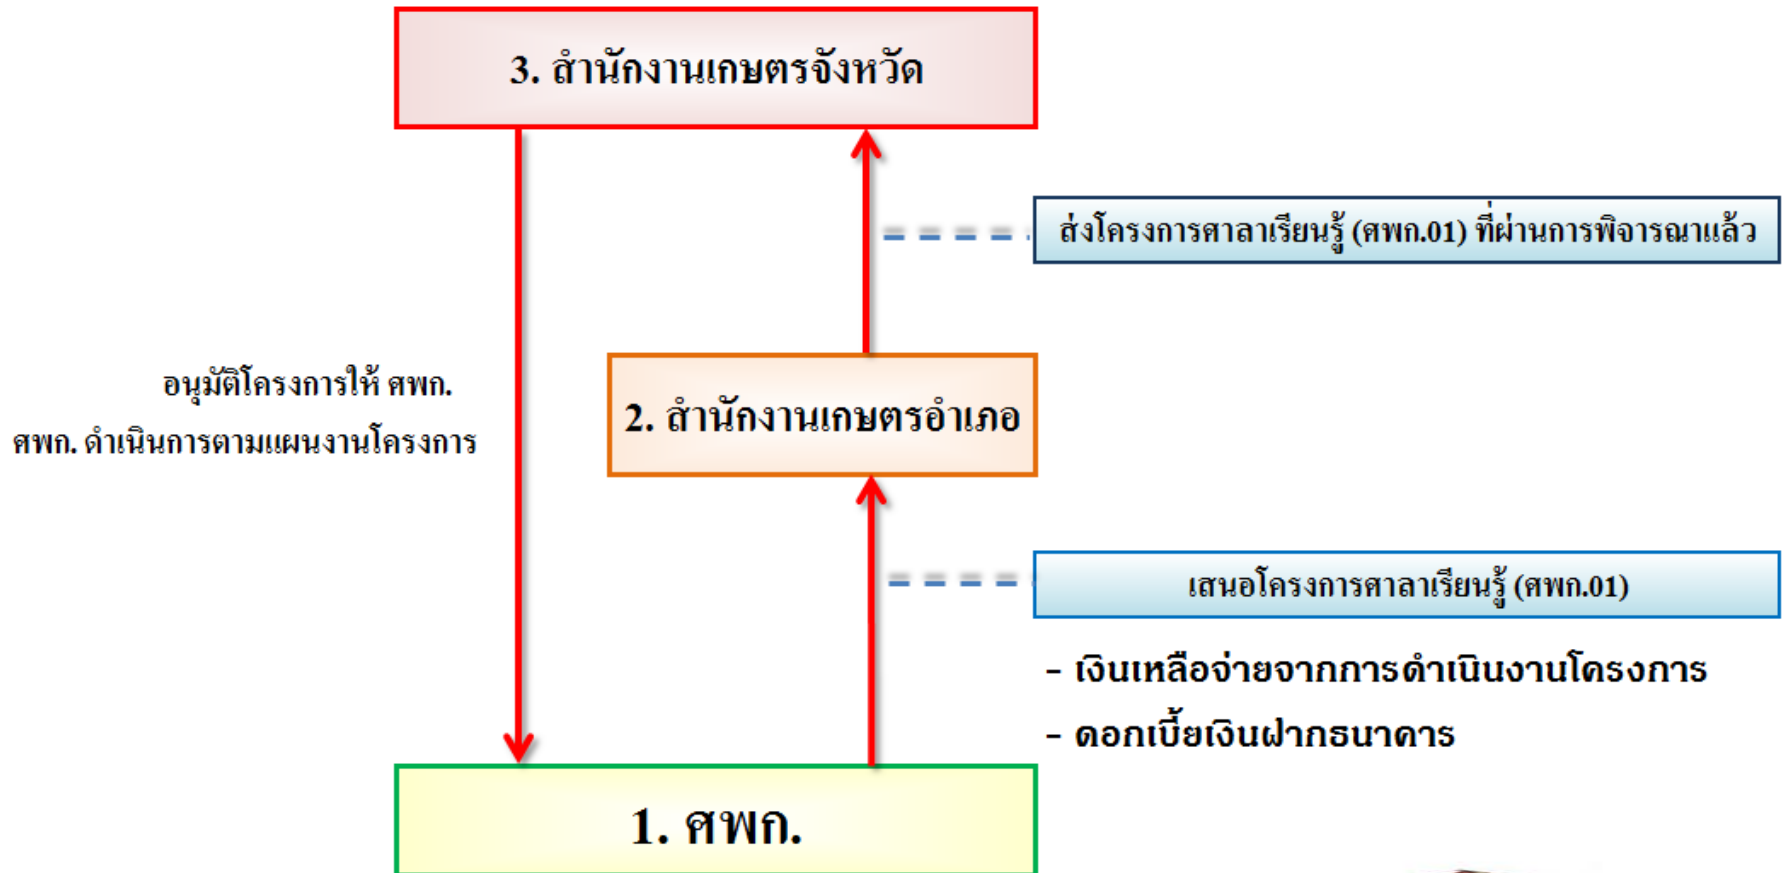 3. สำนักงานเกษตรจังหวัด
ส่งโครงการศาลาเรียนรู้ (ศพก.01) ที่ผ่านการพิจารณาแล้ว
อนุมัติโครงการให้ ศพก.
ศพก. ดำเนินการตามแผนงานโครงการ
2. สำนักงานเกษตรอำเภอ
เสนอโครงการศาลาเรียนรู้ (ศพก.01)
- เงินเหลือจ่ายจากการดำเนินงานโครงการ
- ดอกเบี้ยเงินฝากธนาคาร
1. ศพก.